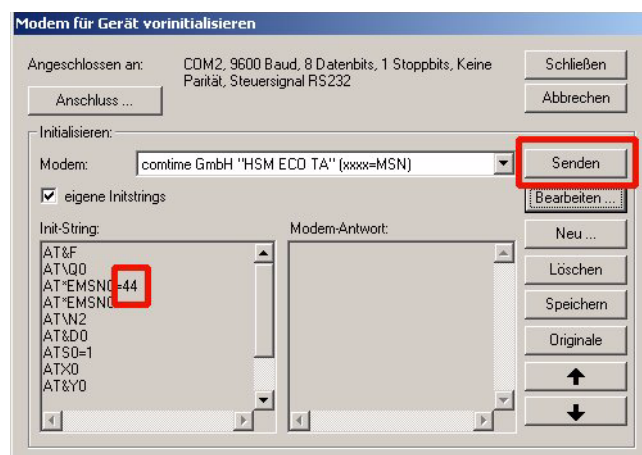 Modem für Gerät vorinitialisieren
Angeschlossen an:
COM2, 9600 Baud, 8 Datenbits, 1 Stoppbits, Keine
Parität, Steuersignal RS232
Schließen
Anschluss ...
Abbrechen
Initialisieren:
Modem:
comtime GmbH "HSM ECO TA" (xxxx=MSN)
Senden
eigene Initstrings
Bearbeiten ...
Init-String:
Modem-Antwort:
Neu ...
AT&F
AT\Q0
AT*EMSN0=44
AT*EMSN0
AT\N2
AT&D0
ATS0=1
ATX0
AT&Y0
Löschen
Speichern
Originale